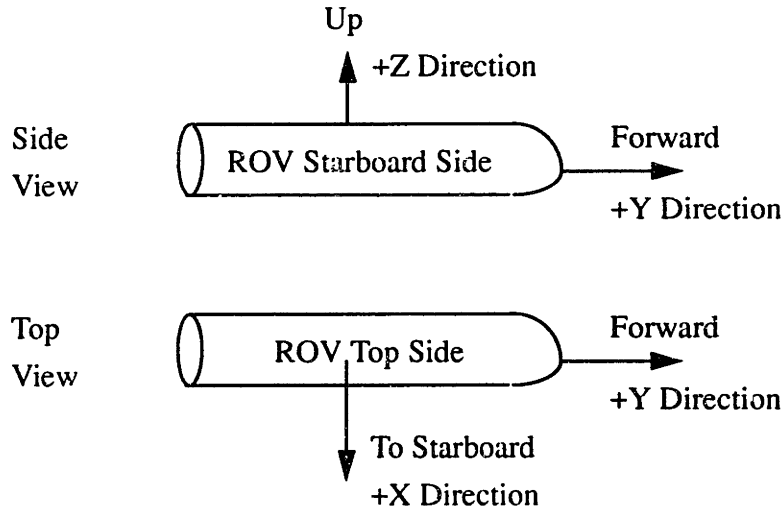 Up
+Z Direction
Side
View
ROV Starboard Side
Forward
+Y Direction
Top
View
ROV Top Side
Forward
+Y Direction
To Starboard
+X Direction